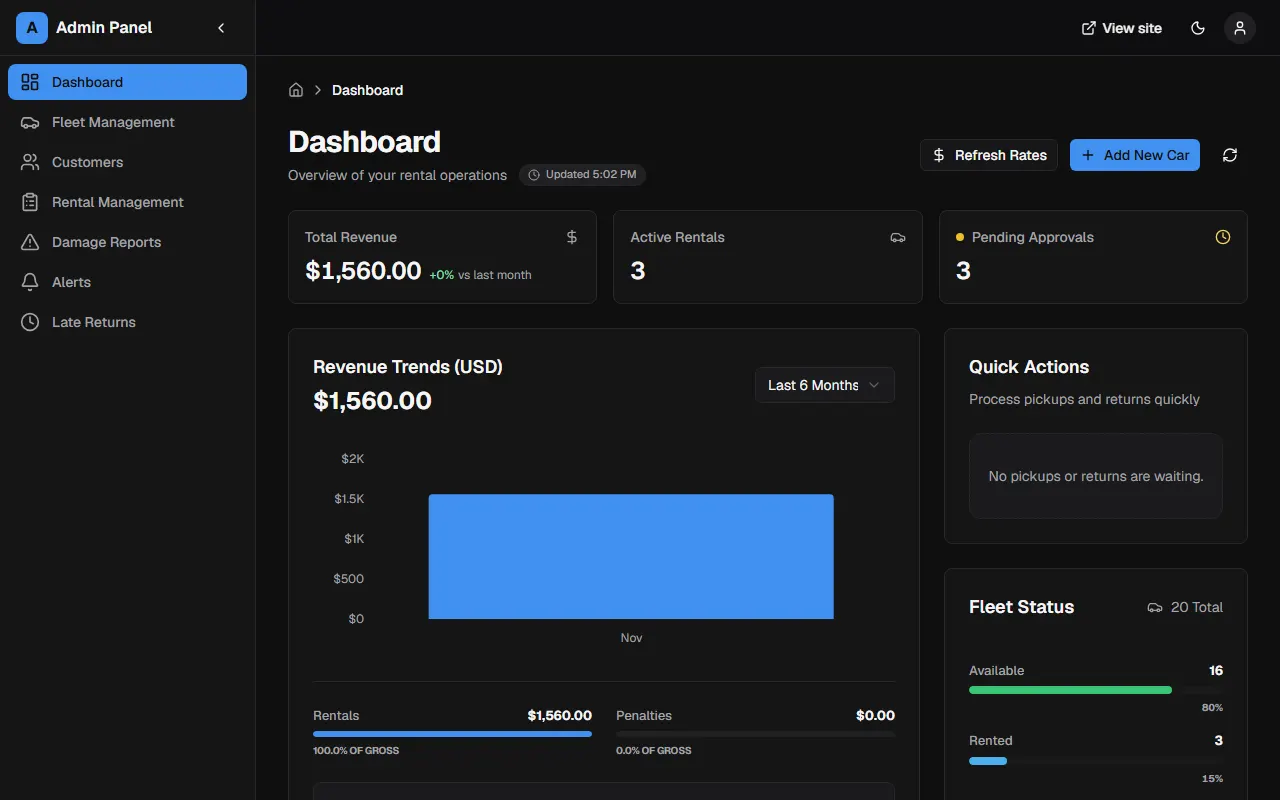 A Admin Panel
View site
Dashboard
Fleet Management
Customers
Rental Management
Damage Reports
Alerts
Late Returns
Dashboard
Dashboard
Overview of your rental operations
Updated 5:02 PM
Refresh Rates
Add New Car
Total Revenue
$1,560.00 +0% vs last month
Active Rentals
3
Pending Approvals
3
Revenue Trends (USD)
$1,560.00
Last 6 Months
$2K
$1.5K
$1K
$500
$0
Nov
Rentals $1,560.00
100.0% OF GROSS
Penalties $0.00
0.0% OF GROSS
Quick Actions
Process pickups and returns quickly
No pickups or returns are waiting.
Fleet Status
20 Total
Available 16
80%
Rented 3
15%